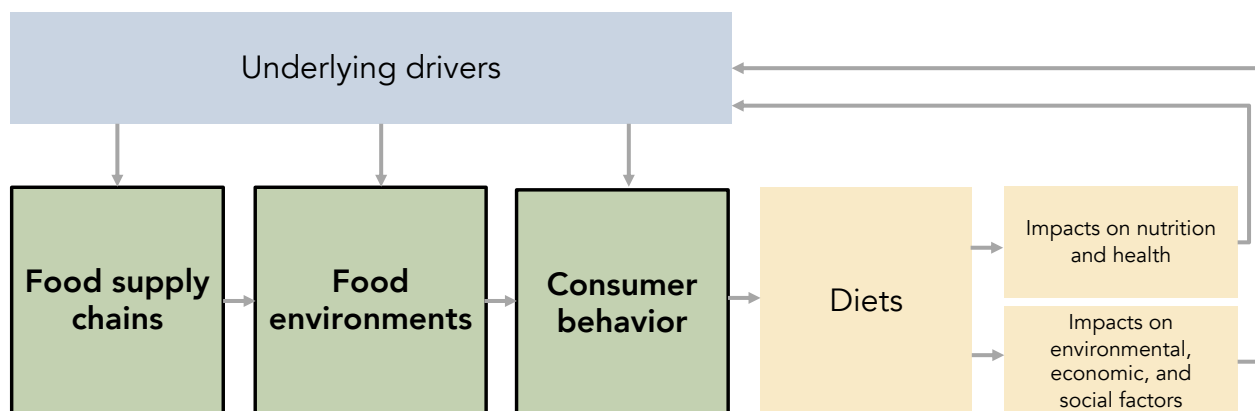 Underlying drivers
Food supply
chains
Food
environments
Consumer
behavior
Diets
Impacts on nutrition
and health
Impacts on
environmental,
economic, and
social factors